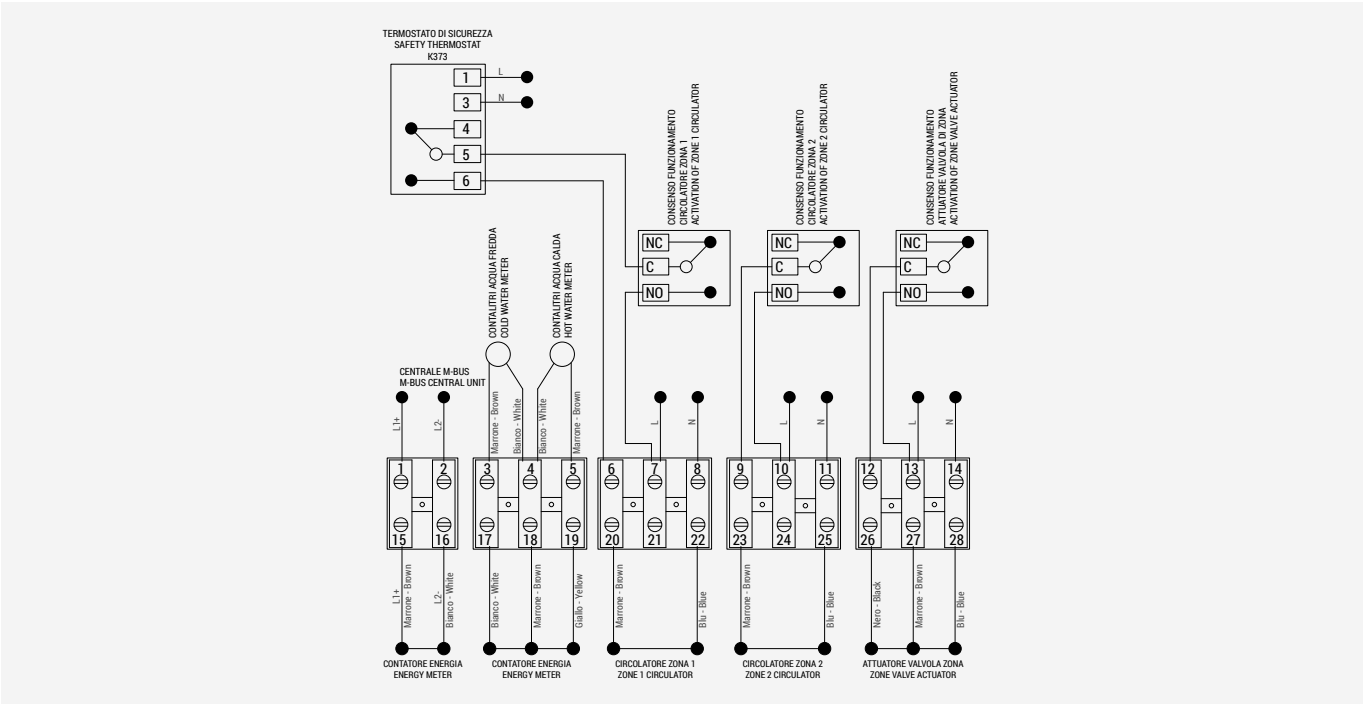 TERMOSTATO DI SICUREZZA
SAFETY THERMOSTAT
K373
1
L
3
N
4
5
6
CONSENSO FUNZIONAMENTO
CIRCOLATORE ZONA 1
ACTIVATION OF ZONE 1 CIRCULATOR
CONSENSO FUNZIONAMENTO
CIRCOLATORE ZONA 2
ACTIVATION OF ZONE 2 CIRCULATOR
CONSENSO FUNZIONAMENTO
ATTUATORE VALVOLA DI ZONA
ACTIVATION OF ZONE VALVE ACTUATOR
NC
C
NO
NC
C
NO
NC
C
NO
CONTALITRI ACQUA FREDDA
COLD WATER METER
CONTALITRI ACQUA CALDA
HOT WATER METER
CENTRALE M-BUS
M-BUS CENTRAL UNIT
L1+
L2-
Marrone - Brown
Bianco - White
Bianco - White
Marrone - Brown
L
N
L
N
L
N
1
2
3
4
5
6
7
8
9
10
11
12
13
14
15
16
17
18
19
20
21
22
23
24
25
26
27
28
L1+
Marrone - Brown
L2-
Bianco - White
Bianco - White
Marrone - Brown
Giallo - Yellow
Marrone - Brown
Blu - Blue
Marrone - Brown
Blu - Blue
Nero - Black
Marrone - Brown
Blu - Blue
CONTATORE ENERGIA
ENERGY METER
CONTATORE ENERGIA
ENERGY METER
CIRCOLATORE ZONA 1
ZONE 1 CIRCULATOR
CIRCOLATORE ZONA 2
ZONE 2 CIRCULATOR
ATTUATORE VALVOLA ZONA
ZONE VALVE ACTUATOR